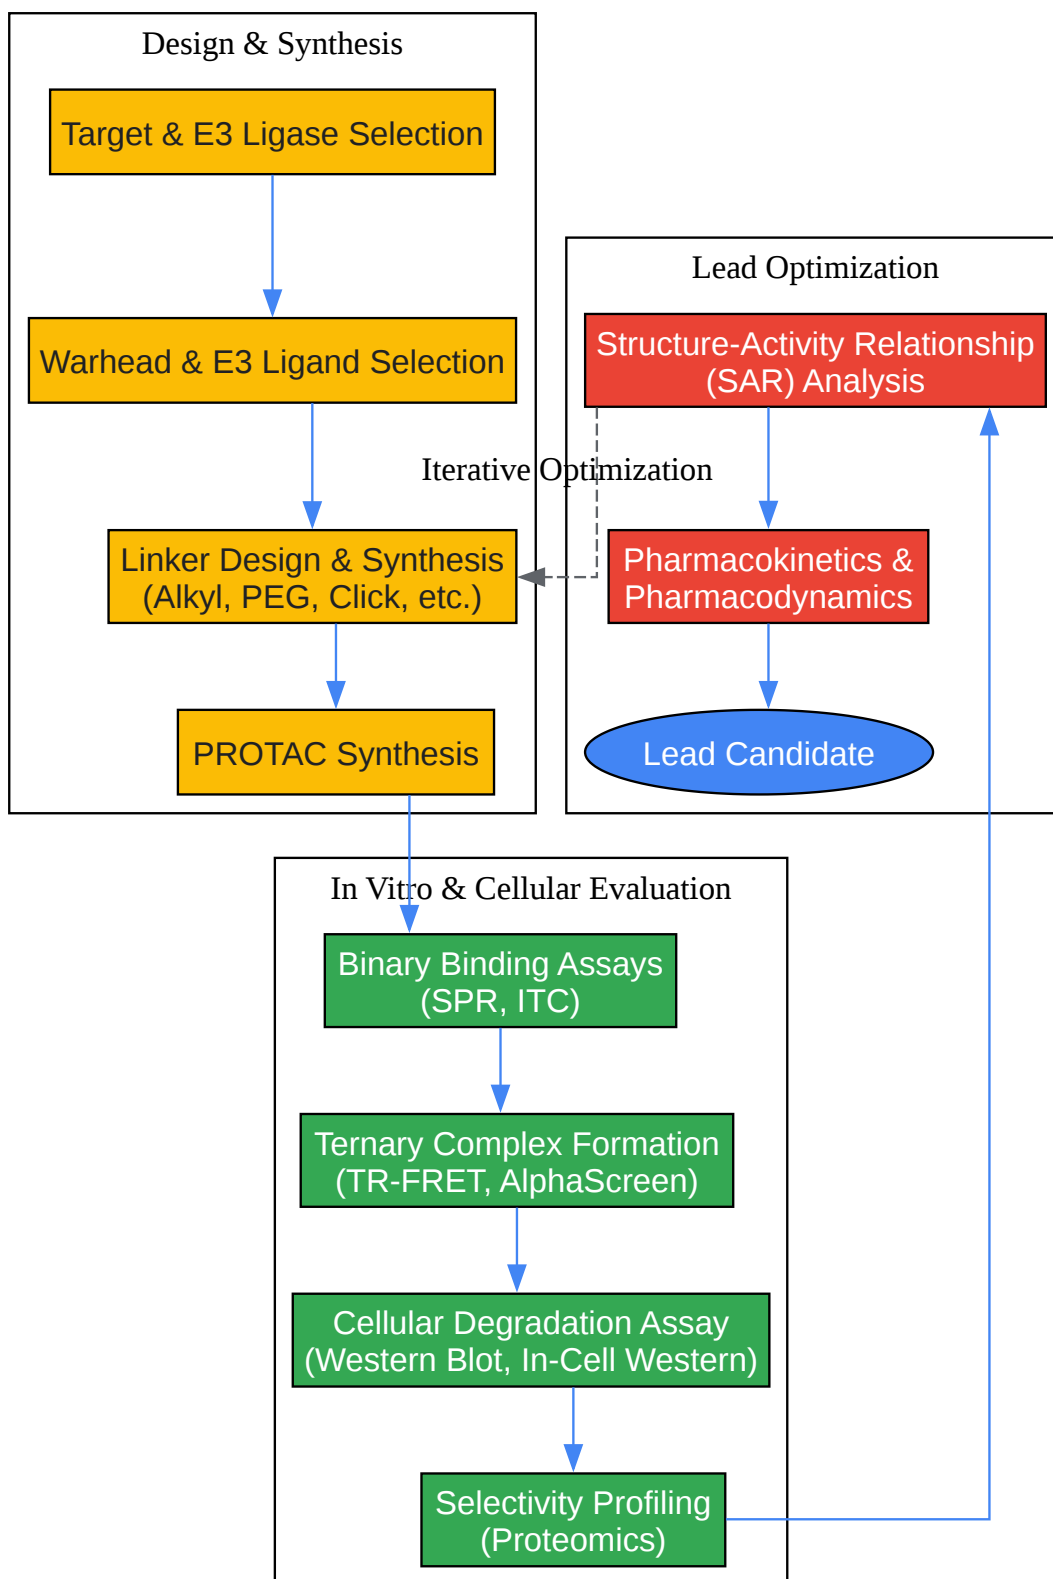 Design & Synthesis
Target & E3 Ligase Selection
Warhead & E3 Ligand Selection
Linker Design & Synthesis
(Alkyl, PEG, Click, etc.)
PROTAC Synthesis
Iterative Optimization
Lead Optimization
Structure-Activity Relationship
(SAR) Analysis
Pharmacokinetics &
Pharmacodynamics
Lead Candidate
In Vitro & Cellular Evaluation
Binary Binding Assays
(SPR, ITC)
Ternary Complex Formation
(TR-FRET, AlphaScreen)
Cellular Degradation Assay
(Western Blot, In-Cell Western)
Selectivity Profiling
(Proteomics)